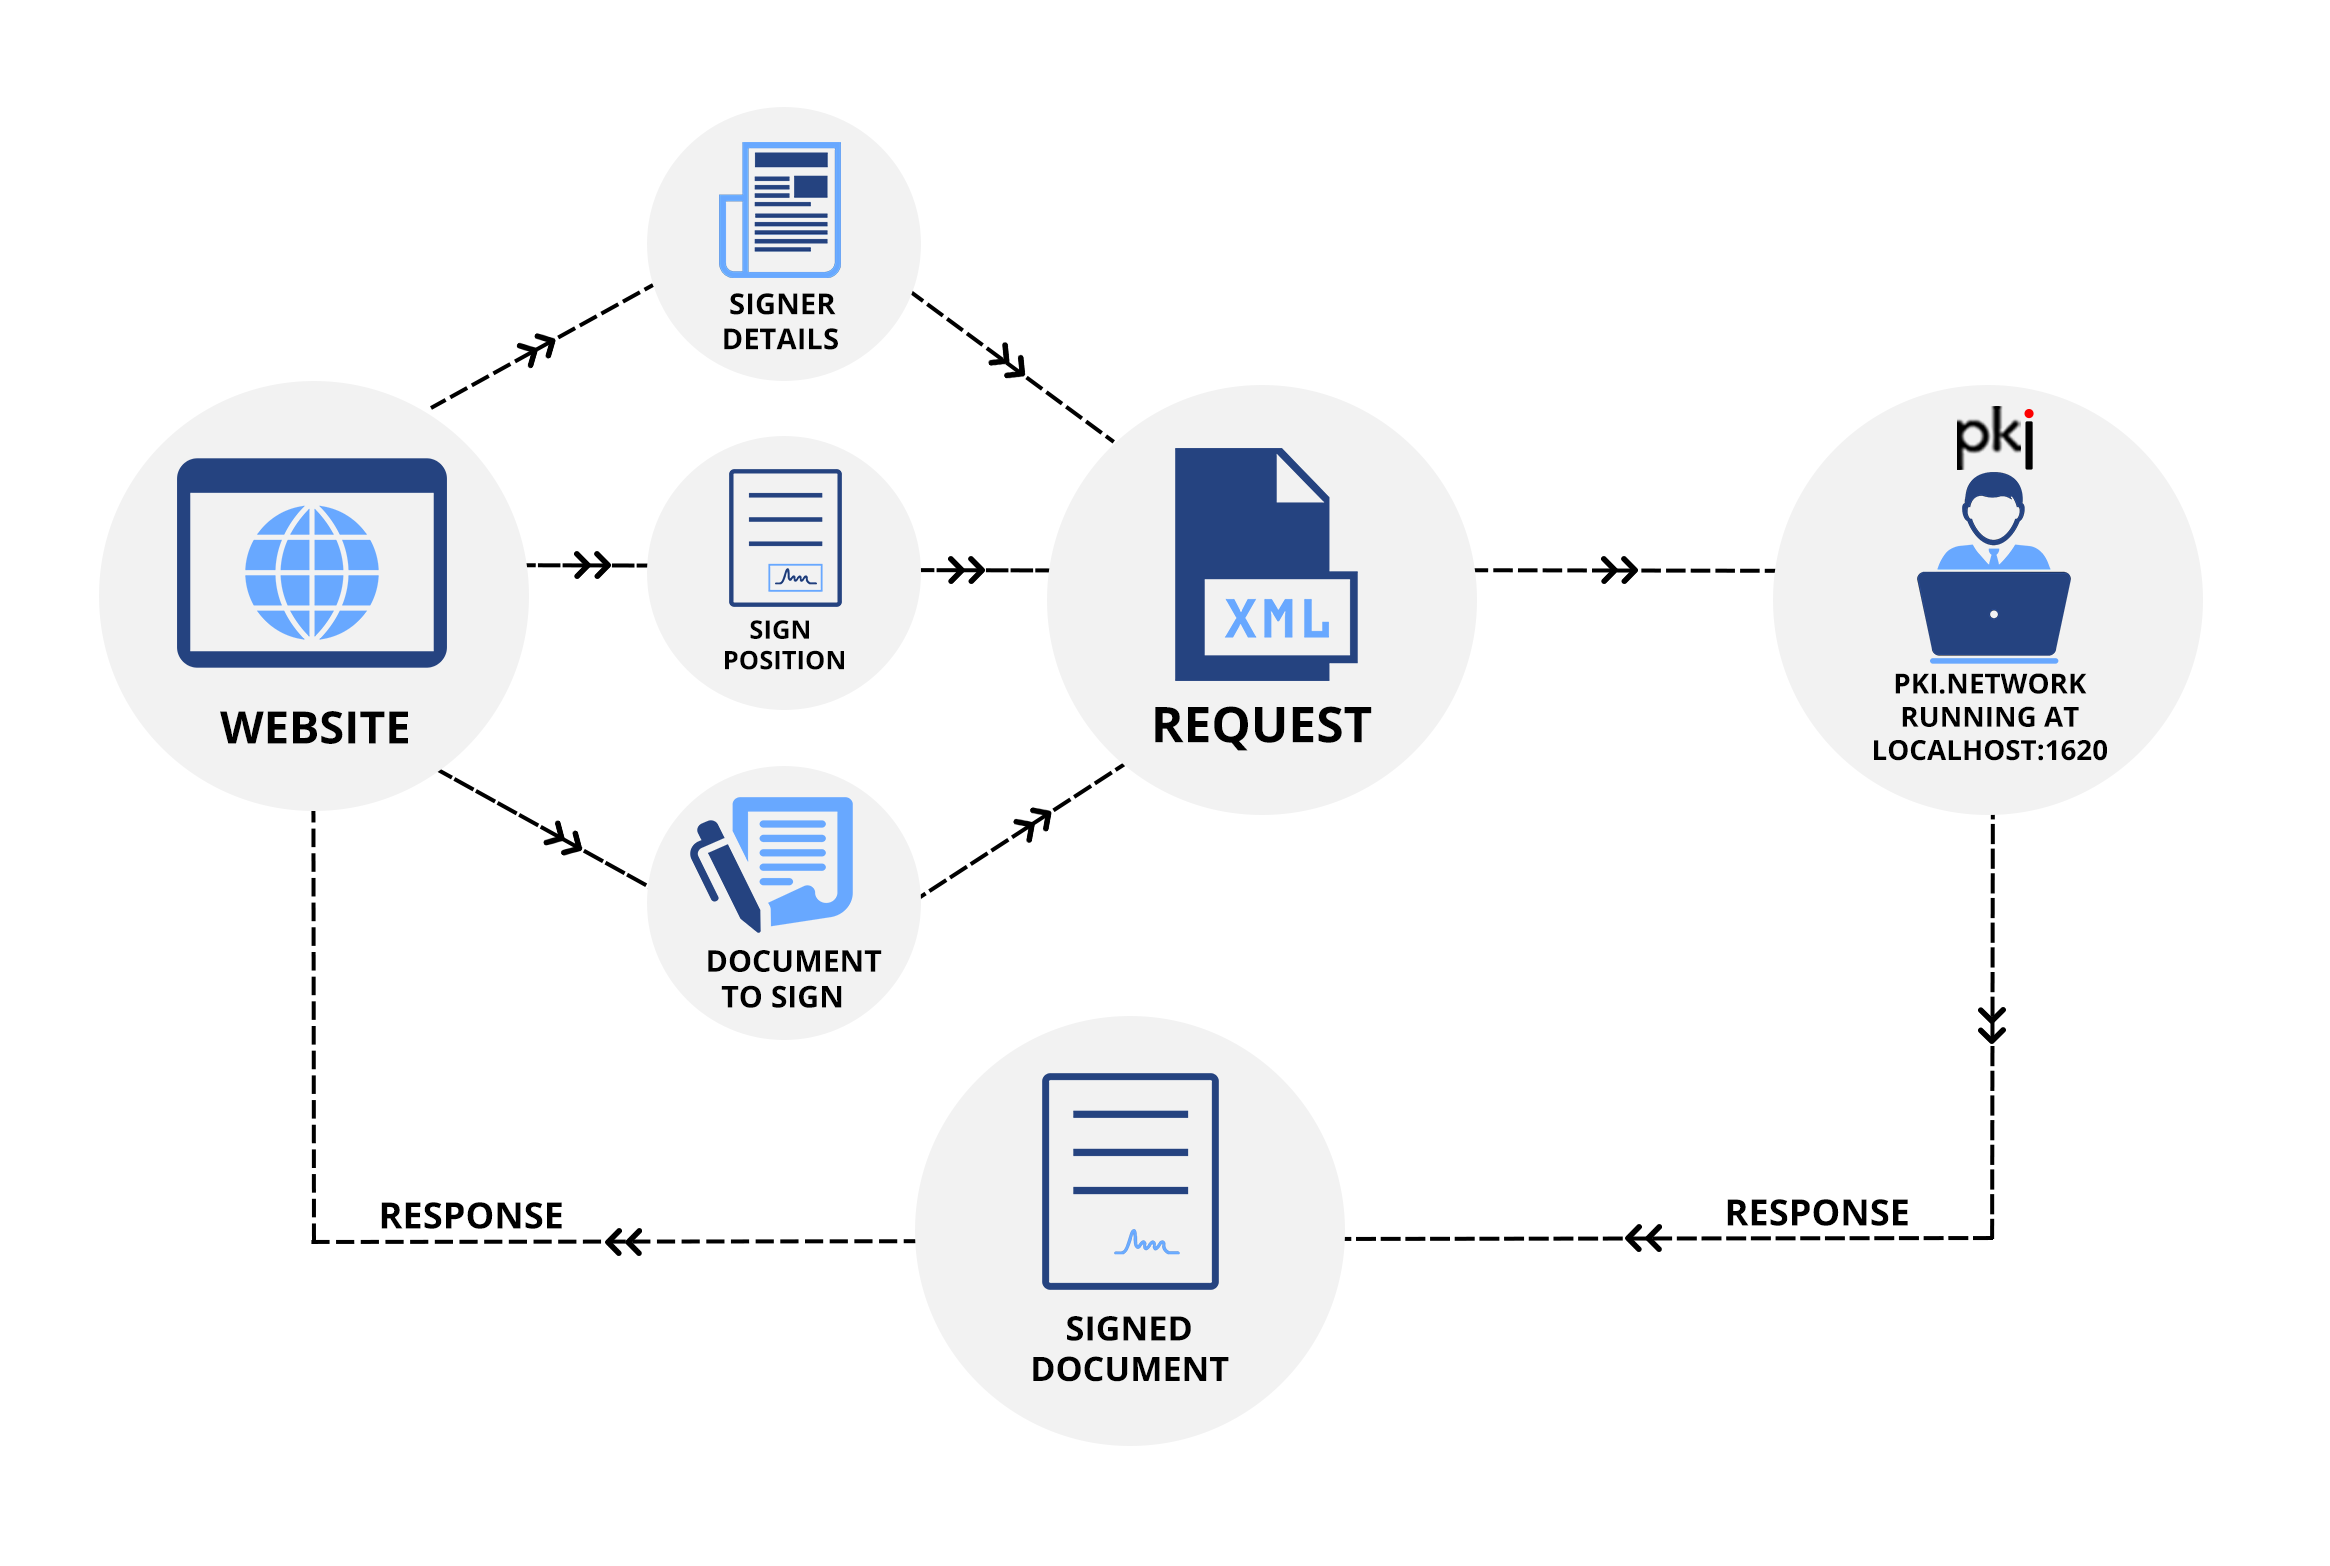 SIGNER
DETAILS
WEBSITE
SIGN
POSITION
DOCUMENT
TO SIGN
XML
REQUEST
pki
PKI.NETWORK
RUNNING AT
LOCALHOST:1620
RESPONSE
SIGNED
DOCUMENT
RESPONSE